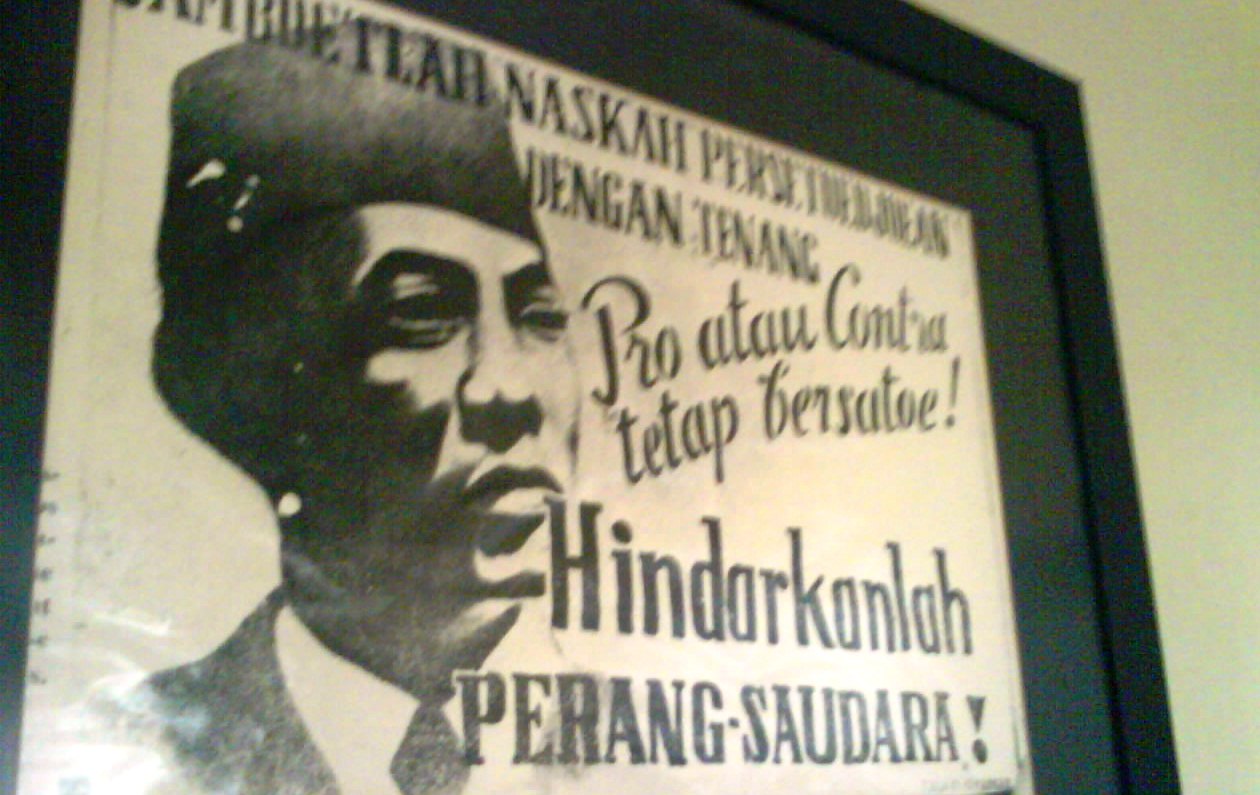 SAMBOETLAH NASKAH PERSETOEDJOEAN
DENGAN TENANG
Pro atau Contra
tetap bersatoe!
Hindarkanlah
PERANG-SAUDARA!